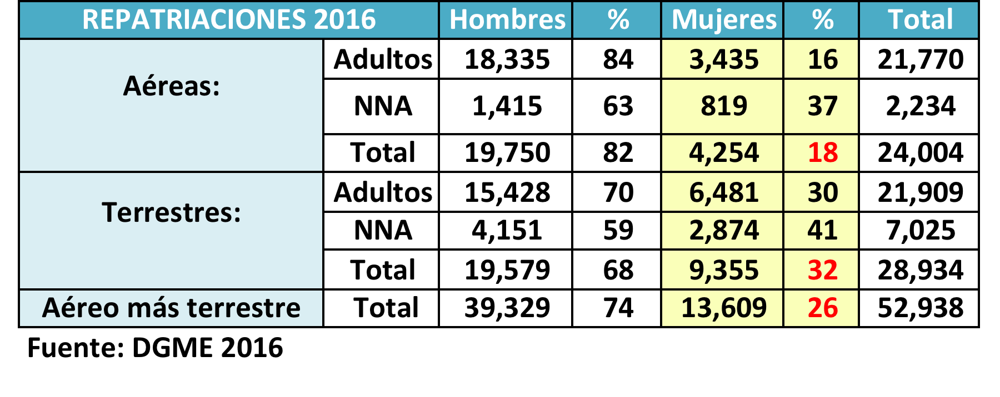 REPATRIACIONES 2016 Hombres % Mujeres % Total
Aéreas: Adultos 18,335 84 3,435 16 21,770
NNA 1,415 63 819 37 2,234
Total 19,750 82 4,254 18 24,004
Terrestres: Adultos 15,428 70 6,481 30 21,909
NNA 4,151 59 2,874 41 7,025
Total 19,579 68 9,355 32 28,934
Aéreo más terrestre Total 39,329 74 13,609 26 52,938
Fuente: DGME 2016